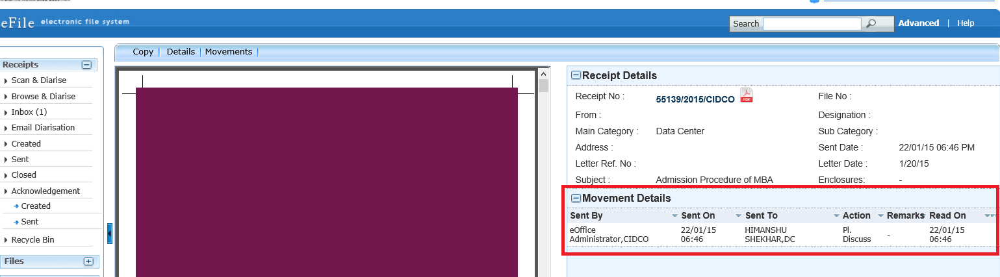 eFile electronic file system
Search
Advanced | Help
Copy | Details | Movements |
Receipts
Scan & Diarise
Browse & Diarise
Inbox (1)
Email Diarisation
Created
Sent
Closed
Acknowledgement
Created
Sent
Recycle Bin
Files
Receipt Details
Receipt No : 55139/2015/CIDCO File No :
From : Designation :
Main Category : Data Center Sub Category :
Address : Sent Date : 22/01/15 06:46 PM
Letter Ref. No : Letter Date : 1/20/15
Subject : Admission Procedure of MBA Enclosures: -
Movement Details
Sent By Sent On Sent To Action Remarks Read On
eOffice 22/01/15 HIMANSHU Pl. 22/01/15
Administrator,CIDCO 06:46 SHEKHAR,DC Discuss - 06:46